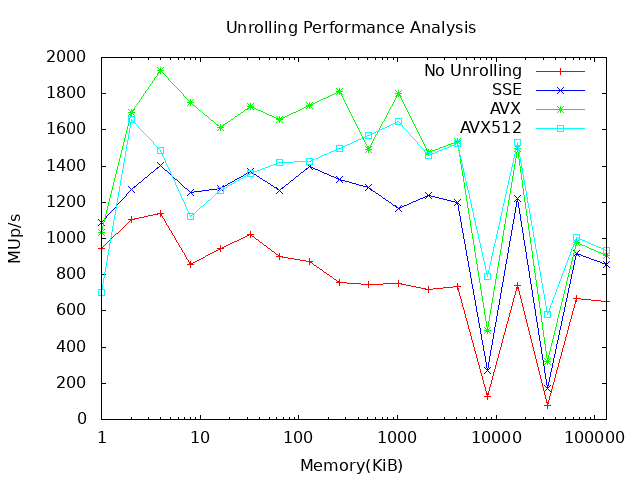 Unrolling Performance Analysis
MUp/s
2000
1800
1600
1400
1200
1000
800
600
400
200
0
No Unrolling
SSE
AVX
AVX512
1 10 100 1000 10000 100000
Memory(KiB)